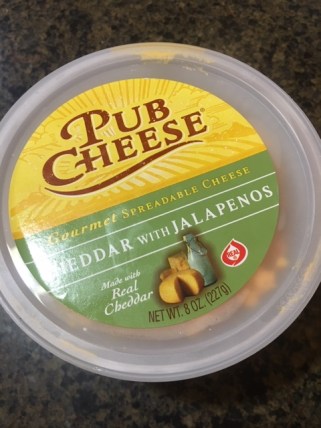 PUB
CHEESE®
Gourmet SPREADABLE CHEESE
CHEDDAR WITH JALAPENOS
Made with
Real
Cheddar
NET WT. 8 OZ. (227g)